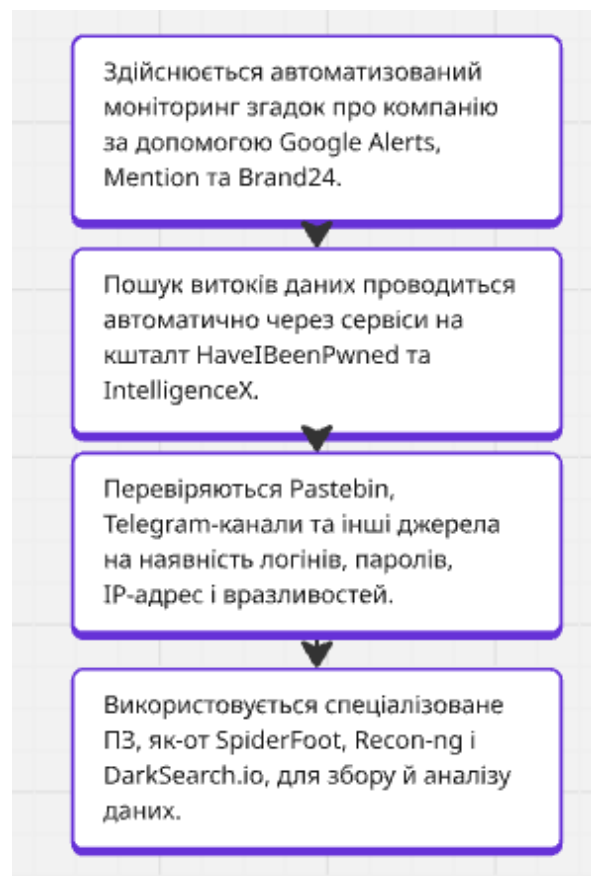 Здійснюється автоматизований
моніторинг згадок про компанію
за допомогою Google Alerts,
Mention та Brand24.
Пошук витоків даних проводиться
автоматично через сервіси на
кшталт HaveIBeenPwned та
IntelligenceX.
Перевіряються Pastebin,
Telegram-канали та інші джерела
на наявність логінів, паролів,
IP-адрес і вразливостей.
Використовується спеціалізоване
ПЗ, як-от SpiderFoot, Recon-ng і
DarkSearch.io, для збору й аналізу
даних.